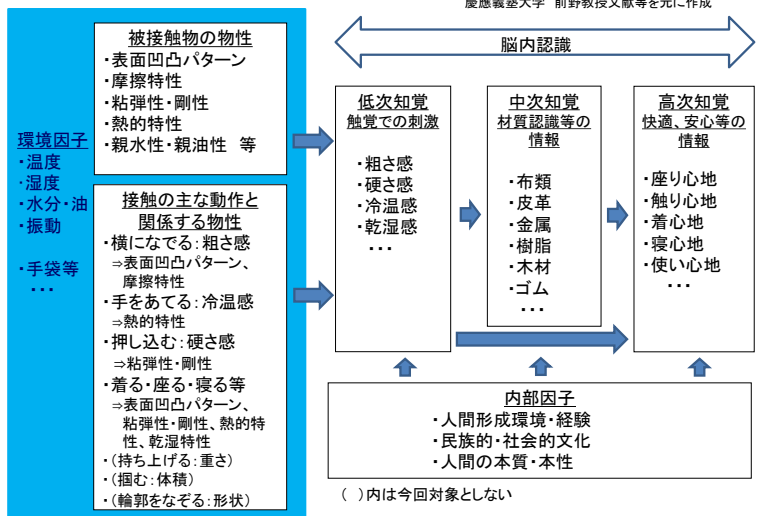 慶應義塾大学 前野教授文献等を元に作成
脳内認識
環境因子
・温度
・湿度
・水分・油
・振動
・手袋等
・・・
被接触物の物性
・表面凹凸パターン
・摩擦特性
・粘弾性・剛性
・熱的特性
・親水性・親油性 等
接触の主な動作と
関係する物性
・横になでる：粗さ感
⇒表面凹凸パターン、
摩擦特性
・手をあてる：冷温感
⇒熱的特性
・押し込む：硬さ感
⇒粘弾性・剛性
・着る・座る・寝る等
⇒表面凹凸パターン、
粘弾性・剛性、熱的特
性、乾湿特性
・(持ち上げる：重さ)
・(掴む：体積)
・(輪郭をなぞる：形状)
低次知覚
触覚での刺激
・粗さ感
・硬さ感
・冷温感
・乾湿感
・・・
中次知覚
材質認識等の
情報
・布類
・皮革
・金属
・樹脂
・木材
・ゴム
・・・
高次知覚
快適、安心等の
情報
・座り心地
・触り心地
・着心地
・寝心地
・使い心地
・・・
内部因子
・人間形成環境・経験
・民族的・社会的文化
・人間の本質・本性
( )内は今回対象としない